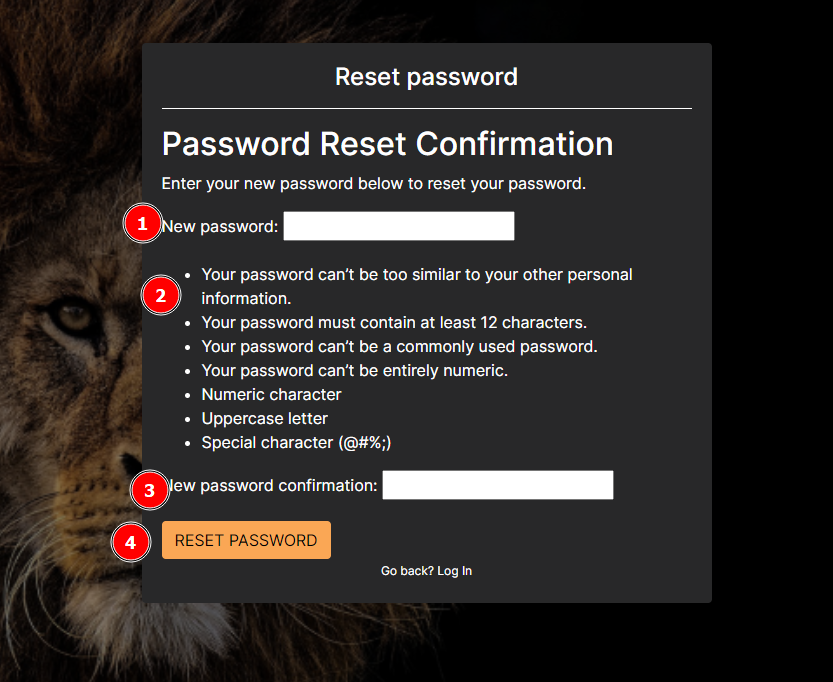 Reset password
Password Reset Confirmation
Enter your new password below to reset your password.
1
New password:
2
• Your password can’t be too similar to your other personal
information.
• Your password must contain at least 12 characters.
• Your password can’t be a commonly used password.
• Your password can’t be entirely numeric.
• Numeric character
• Uppercase letter
• Special character (@#%;)
3
New password confirmation:
4
RESET PASSWORD
Go back? Log In